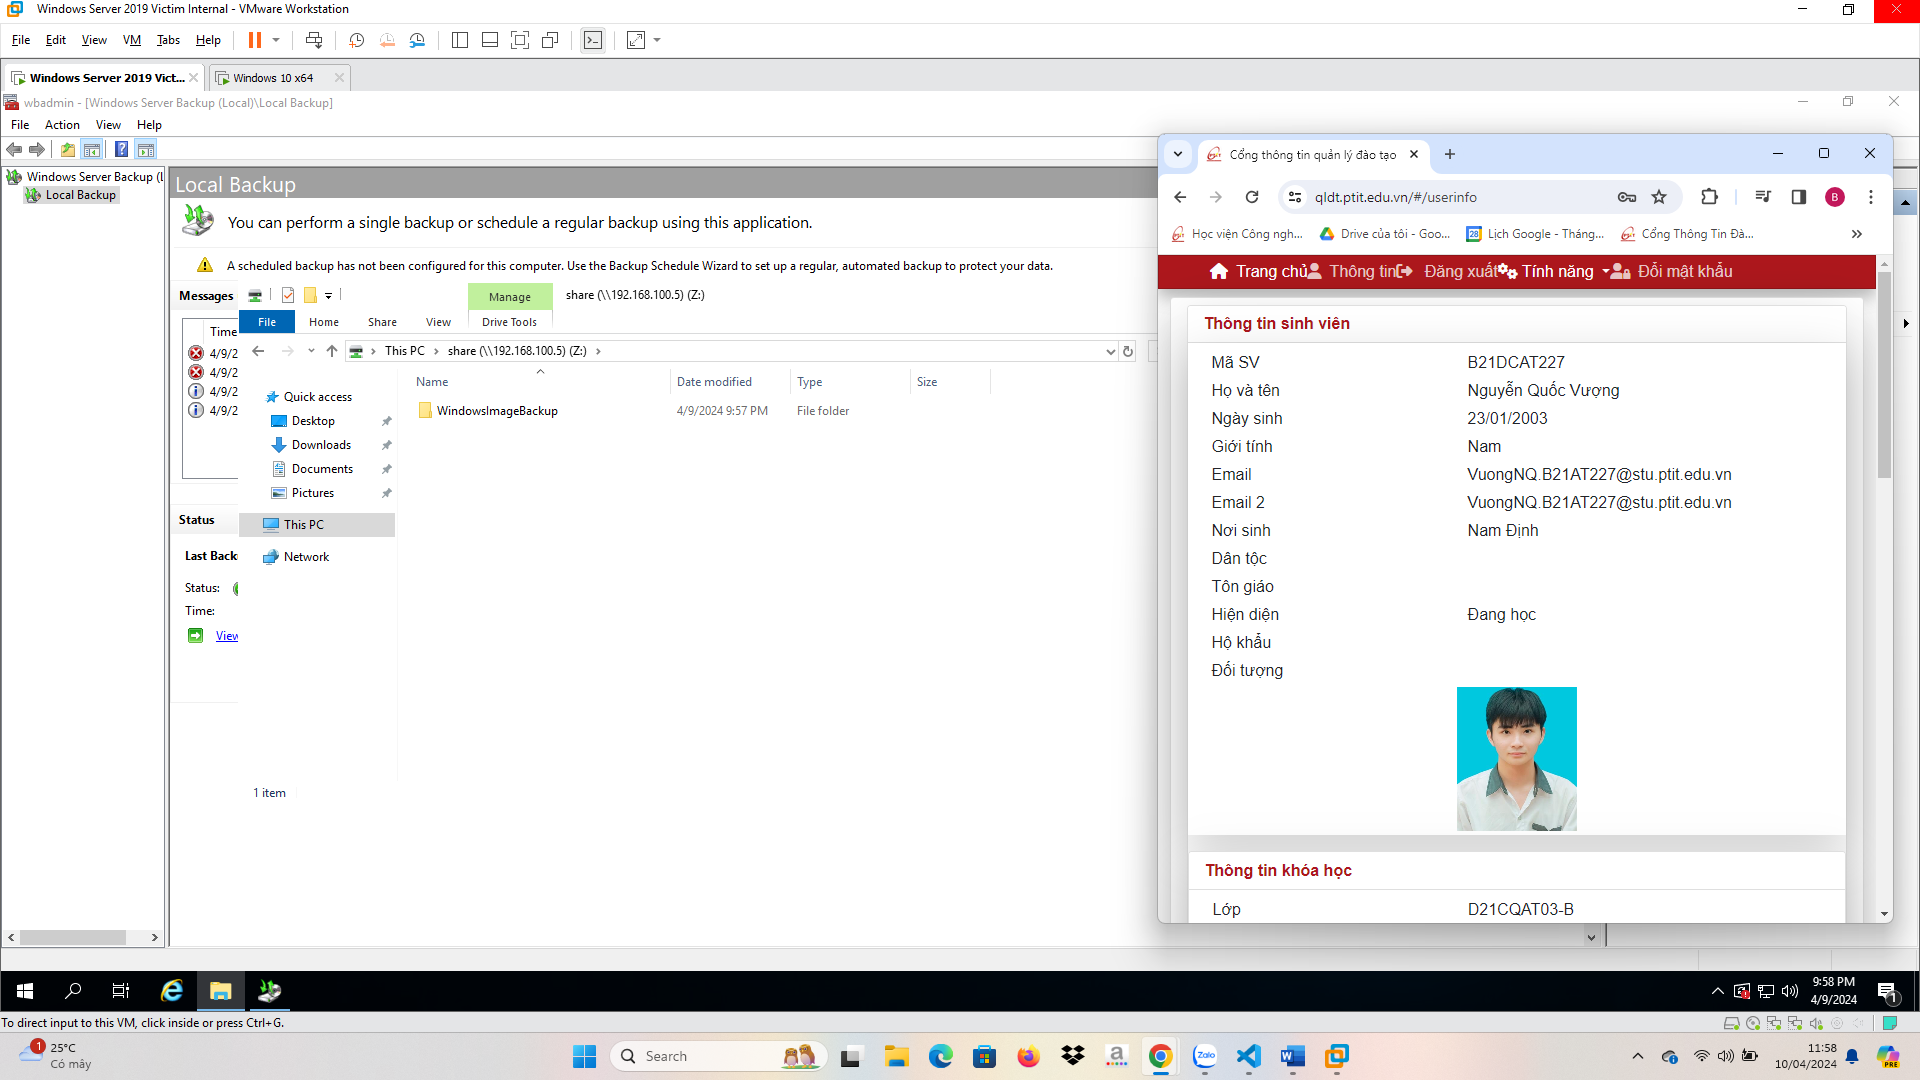 Windows Server 2019 Victim Internal - VMware Workstation
File Edit View VM Tabs Help
Windows Server 2019 Vict... Windows 10 x64
wbadmin - [Windows Server Backup (Local)\Local Backup]
File Action View Help
Windows Server Backup (L
Local Backup
Local Backup
You can perform a single backup or schedule a regular backup using this application.
A scheduled backup has not been configured for this computer. Use the Backup Schedule Wizard to set up a regular, automated backup to protect your data.
Messages
Time
4/9/2
4/9/2
4/9/2
4/9/2
Status
Last Back
Status:
Time:
View
Manage share (\\192.168.100.5) (Z:)
File Home Share View Drive Tools
This PC share (\\192.168.100.5) (Z:)
Name Date modified Type Size
WindowsImageBackup 4/9/2024 9:57 PM File folder
Quick access
Desktop
Downloads
Documents
Pictures
This PC
Network
1 item
Cổng thông tin quản lý đào tạo
qldt.ptit.edu.vn/#/userinfo
B
Học viện Công ngh... Drive của tôi - Goo... 28 Lịch Google - Tháng... Cổng Thông Tin Đà...
Trang chủ Thông tin Đăng xuất Tính năng Đổi mật khẩu
Thông tin sinh viên
Mã SV B21DCAT227
Họ và tên Nguyễn Quốc Vượng
Ngày sinh 23/01/2003
Giới tính Nam
Email VuongNQ.B21AT227@stu.ptit.edu.vn
Email 2 VuongNQ.B21AT227@stu.ptit.edu.vn
Nơi sinh Nam Định
Dân tộc
Tôn giáo
Hiện diện Đang học
Hộ khẩu
Đối tượng
Thông tin khóa học
Lớp D21CQAT03-B
9:58 PM
4/9/2024
1
To direct input to this VM, click inside or press Ctrl+G.
1
25°C
Có mây
Search
Zalo
11:58
10/04/2024
PRE